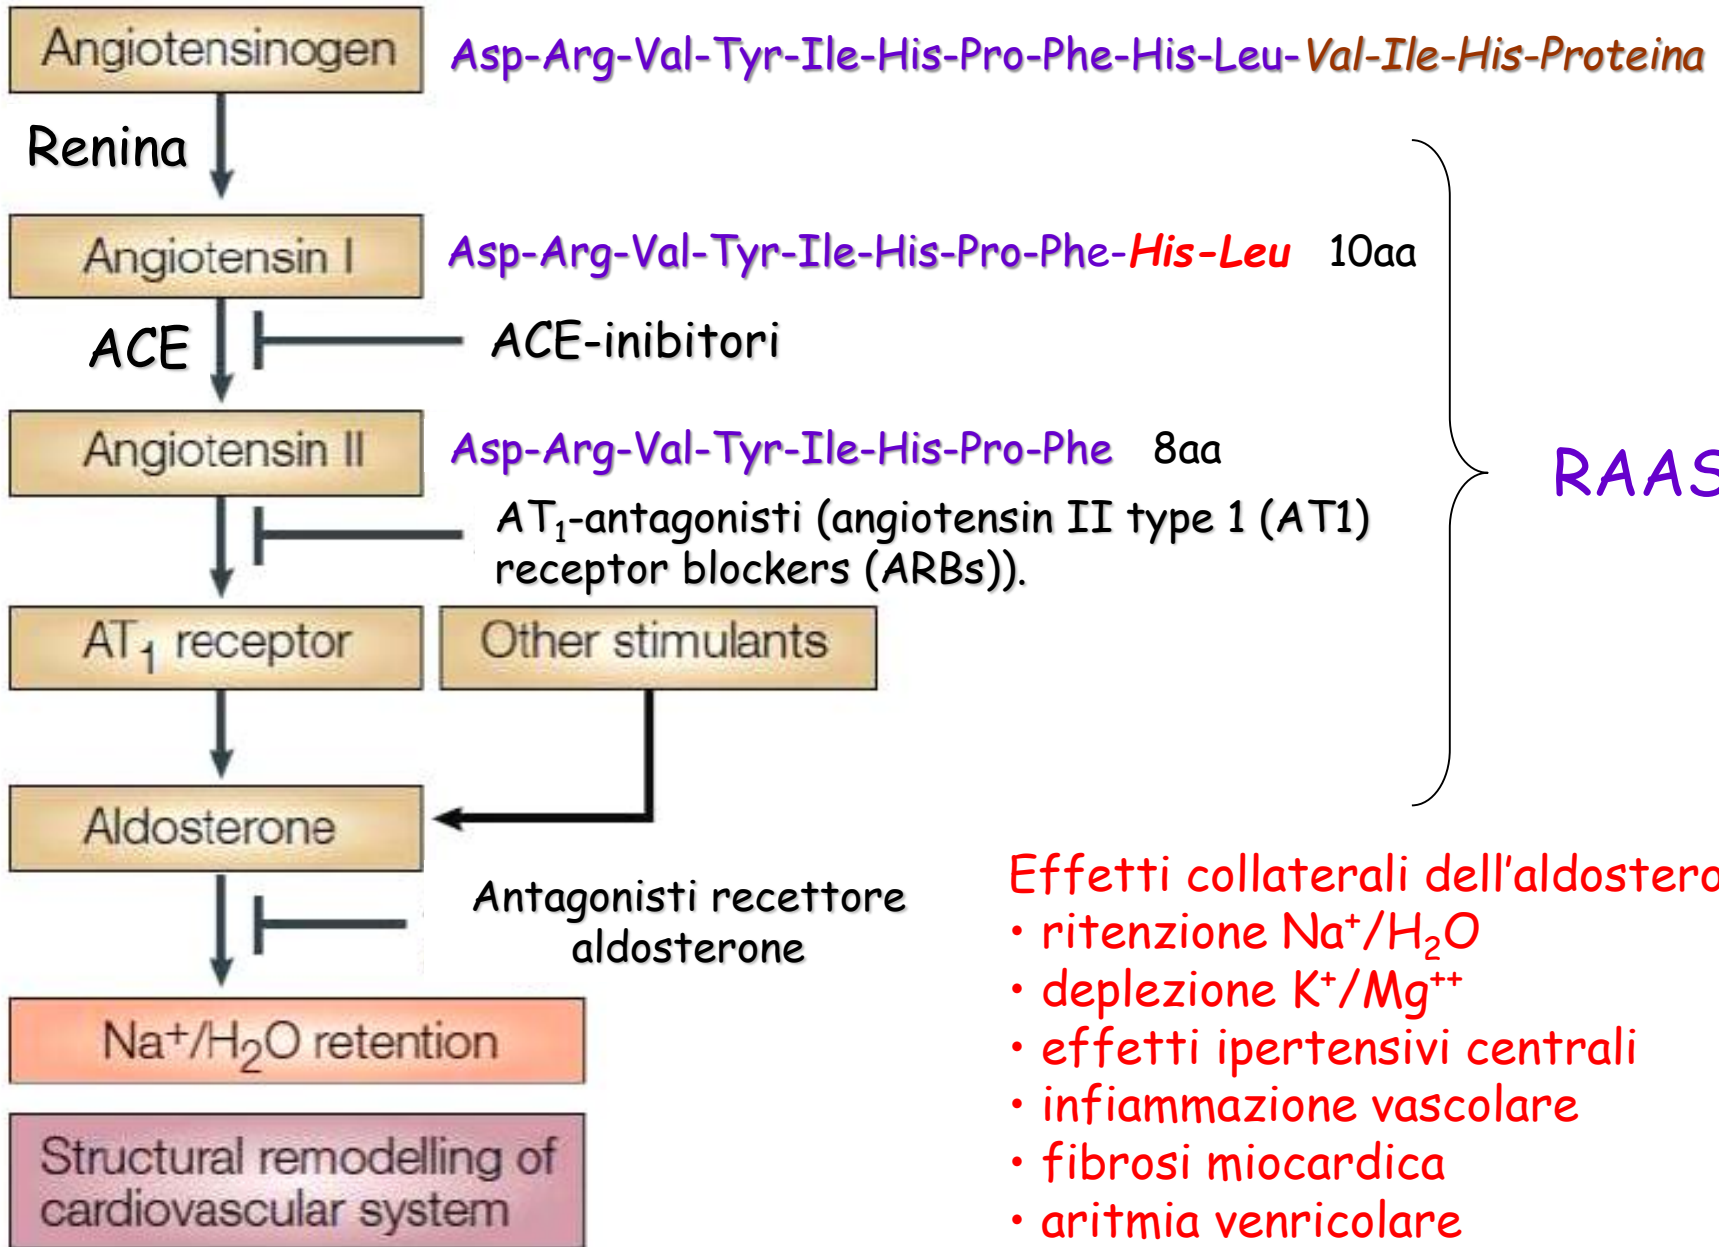 Angiotensinogen
Asp-Arg-Val-Tyr-Ile-His-Pro-Phe-His-Leu-Val-Ile-His-Proteina
Renina
Angiotensin I
Asp-Arg-Val-Tyr-Ile-His-Pro-Phe-His-Leu 10aa
ACE
ACE-inibitori
Angiotensin II
Asp-Arg-Val-Tyr-Ile-His-Pro-Phe 8aa
RAAS
AT₁-antagonisti (angiotensin II type 1 (AT1)
receptor blockers (ARBs)).
AT₁ receptor
Other stimulants
Aldosterone
Antagonisti recettore
aldosterone
Na⁺/H₂O retention
Structural remodelling of
cardiovascular system
Effetti collaterali dell'aldostero
• ritenzione Na⁺/H₂O
• deplezione K⁺/Mg⁺⁺
• effetti ipertensivi centrali
• infiammazione vascolare
• fibrosi miocardica
• aritmia venricolare